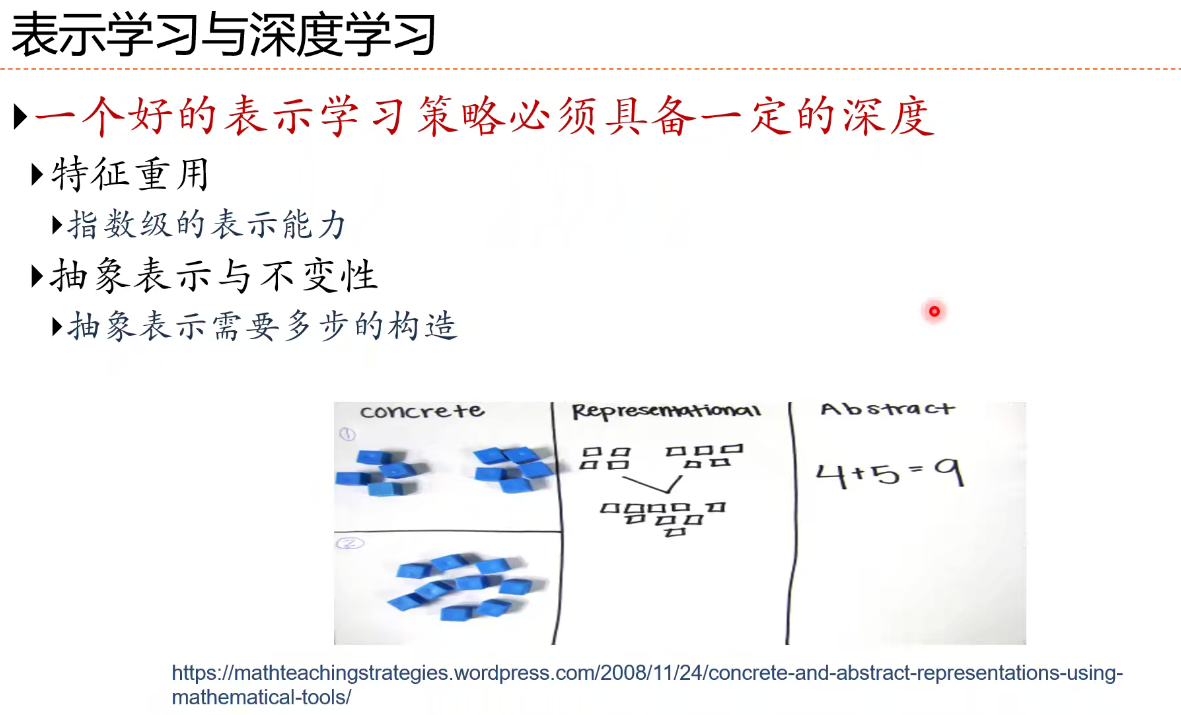 表示学习与深度学习
一个好的表示学习策略必须具备一定的深度
特征重用
指数级的表示能力
抽象表示与不变性
抽象表示需要多步的构造
concrete
Representational
Abstract
①
4+5=9
②
https://mathteachingstrategies.wordpress.com/2008/11/24/concrete-and-abstract-representations-using-
mathematical-tools/